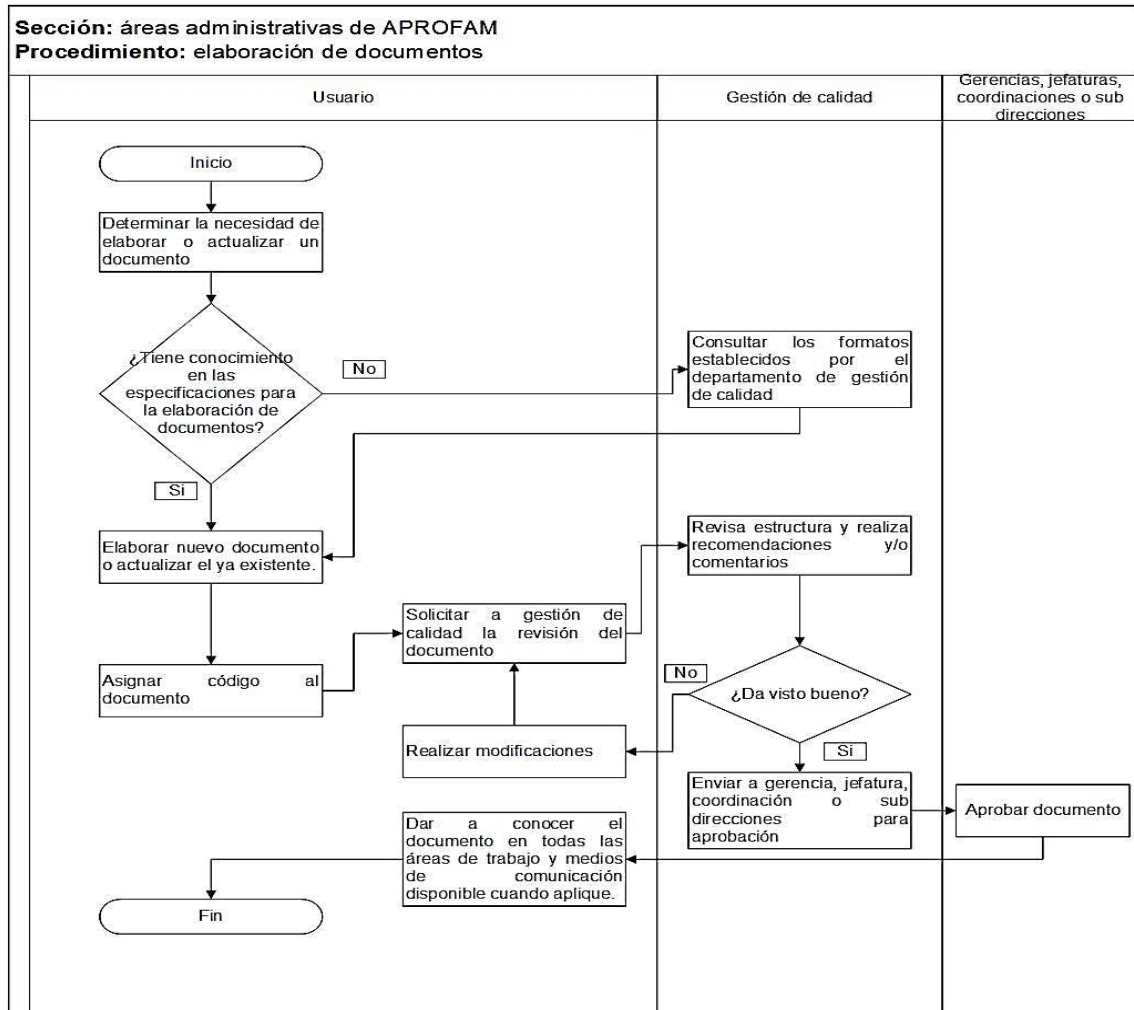 Sección: áreas administrativas de APROFAM
Procedimiento: elaboración de documentos
Usuario
Gestión de calidad
Gerencias, jefaturas,
coordinaciones o sub
direcciones
Inicio
Determinar la necesidad de
elaborar o actualizar un
documento
¿Tiene conocimiento
en las
especificaciones para
la elaboración de
documentos?
No
Consultar los formatos
establecidos por el
departamento de gestión
de calidad
Si
Elaborar nuevo documento
o actualizar el ya existente.
Revisa estructura y realiza
recomendaciones y/o
comentarios
Solicitar a gestión de
calidad la revisión del
documento
Asignar código al
documento
No
¿Da visto bueno?
Realizar modificaciones
Si
Enviar a gerencia, jefatura,
coordinación o sub
direcciones para
aprobación
Aprobar documento
Dar a conocer el
documento en todas las
áreas de trabajo y medios
de comunicación
disponible cuando aplique.
Fin